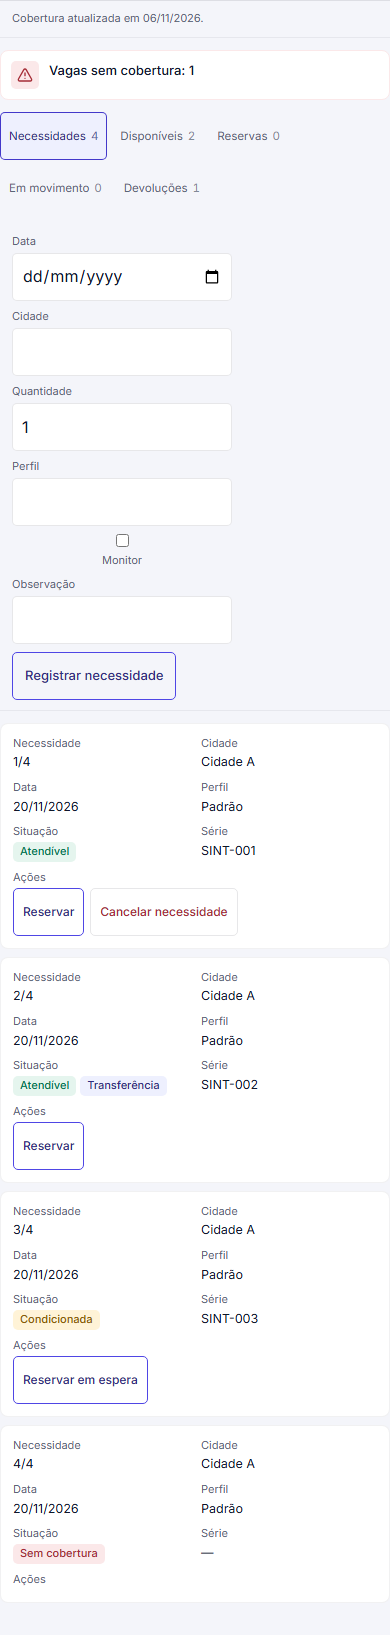 Cobertura atualizada em 06/11/2026.
Vagas sem cobertura: 1
Necessidades 4 Disponíveis 2 Reservas 0
Em movimento 0 Devoluções 1
Data
dd/mm/yyyy
Cidade
Quantidade
1
Perfil
Monitor
Observação
Registrar necessidade
Necessidade Cidade
1/4 Cidade A
Data Perfil
20/11/2026 Padrão
Situação Série
Atendível SINT-001
Ações
Reservar Cancelar necessidade
Necessidade Cidade
2/4 Cidade A
Data Perfil
20/11/2026 Padrão
Situação Série
Atendível Transferência SINT-002
Ações
Reservar
Necessidade Cidade
3/4 Cidade A
Data Perfil
20/11/2026 Padrão
Situação Série
Condicionada SINT-003
Ações
Reservar em espera
Necessidade Cidade
4/4 Cidade A
Data Perfil
20/11/2026 Padrão
Situação Série
Sem cobertura —
Ações